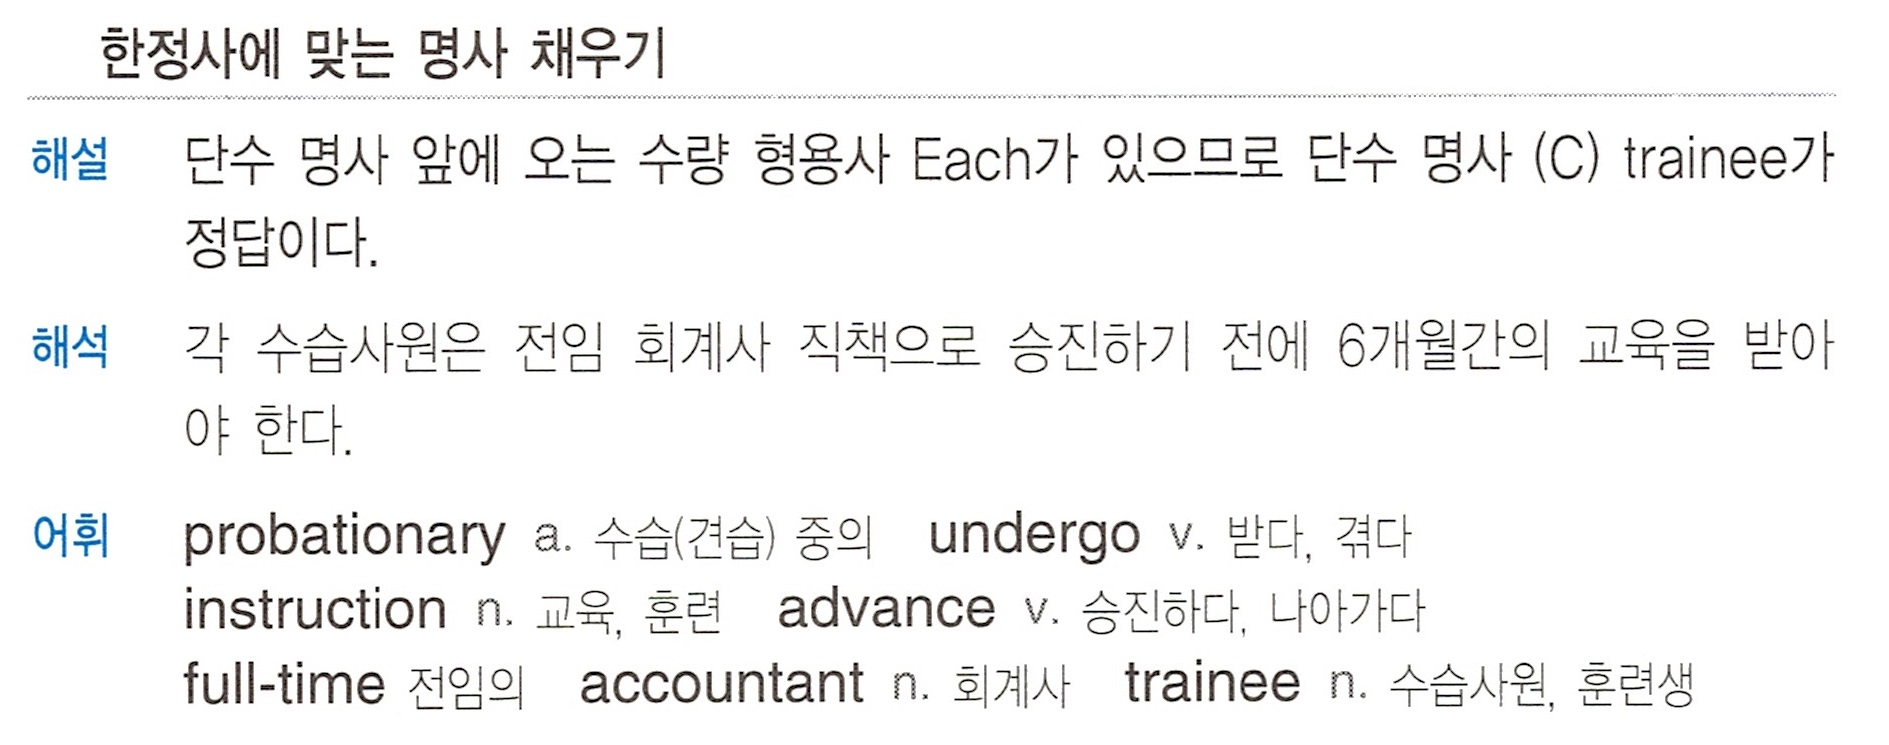 한정사에 맞는 명사 채우기
해설 단수 명사 앞에 오는 수량 형용사 Each가 있으므로 단수 명사 (C) trainee가
정답이다.
해석 각 수습사원은 전임 회계사 직책으로 승진하기 전에 6개월간의 교육을 받아
야 한다.
어휘 probationary a. 수습(견습) 중의 undergo v. 받다, 겪다
instruction n. 교육, 훈련 advance v. 승진하다, 나아가다
full-time 전임의 accountant n. 회계사 trainee n. 수습사원, 훈련생